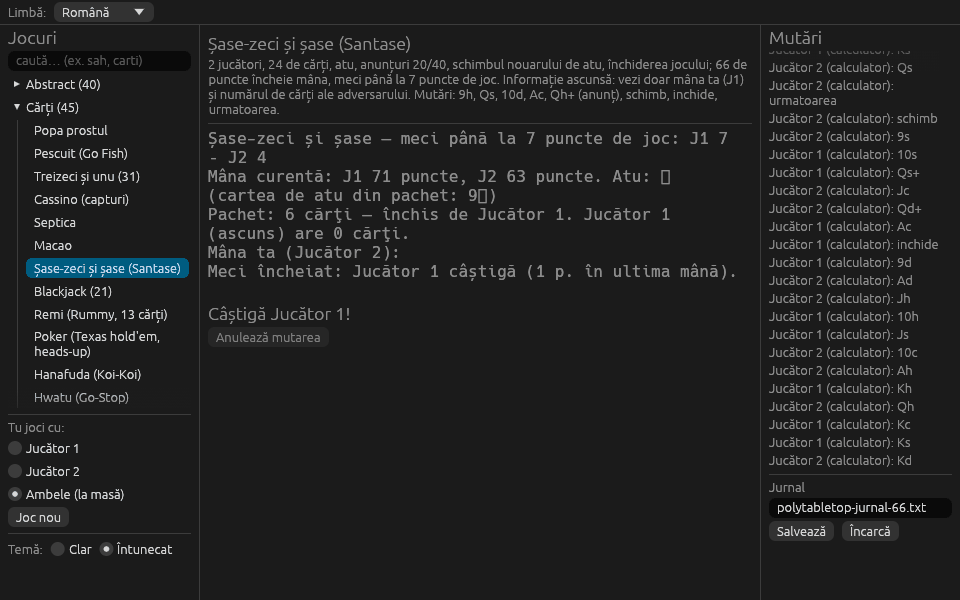 Limbă: Română
Jocuri
caută... (ex. sah, carti)
Abstract (40)
Cărți (45)
Popa prostul
Pescuit (Go Fish)
Treizeci și unu (31)
Cassino (capturi)
Septica
Macao
Șase-zeci și șase (Santase)
Blackjack (21)
Remi (Rummy, 13 cărți)
Poker (Texas hold'em,
heads-up)
Hanafuda (Koi-Koi)
Hwatu (Go-Stop)
Tu joci cu:
Jucător 1
Jucător 2
Ambele (la masă)
Joc nou
Temă: Clar Întunecat
Șase-zeci și șase (Santase)
2 jucători, 24 de cărți, atu, anunțuri 20/40, schimbul nouarului de atu, închiderea jocului; 66 de
puncte încheie mâna, meci până la 7 puncte de joc. Informație ascunsă: vezi doar mâna ta (J1)
și numărul de cărți ale adversarului. Mutări: 9h, Qs, 10d, Ac, Qh+ (anunț), schimb, inchide,
urmatoarea.
Șase-zeci și șase — meci până la 7 puncte de joc: J1 7
- J2 4
Mâna curentă: J1 71 puncte, J2 63 puncte. Atu: 
(cartea de atu din pachet: 9)
Pachet: 6 cărți — închis de Jucător 1. Jucător 1
(ascuns) are 0 cărți.
Mâna ta (Jucător 2):
Meci încheiat: Jucător 1 câștigă (1 p. în ultima mână).
Câștigă Jucător 1!
Anulează mutarea
Mutări
Jucător 2 (calculator): Qs
Jucător 2 (calculator):
urmatoarea
Jucător 2 (calculator): schimb
Jucător 2 (calculator): 9s
Jucător 1 (calculator): 10s
Jucător 1 (calculator): Qs+
Jucător 2 (calculator): Jc
Jucător 2 (calculator): Qd+
Jucător 1 (calculator): Ac
Jucător 1 (calculator): inchide
Jucător 1 (calculator): 9d
Jucător 2 (calculator): Ad
Jucător 2 (calculator): Jh
Jucător 1 (calculator): 10h
Jucător 1 (calculator): Js
Jucător 2 (calculator): 10c
Jucător 2 (calculator): Ah
Jucător 1 (calculator): Kh
Jucător 2 (calculator): Qh
Jucător 1 (calculator): Kc
Jucător 1 (calculator): Ks
Jucător 2 (calculator): Kd
Jurnal
polytabletop-jurnal-66.txt
Salvează Încarcă